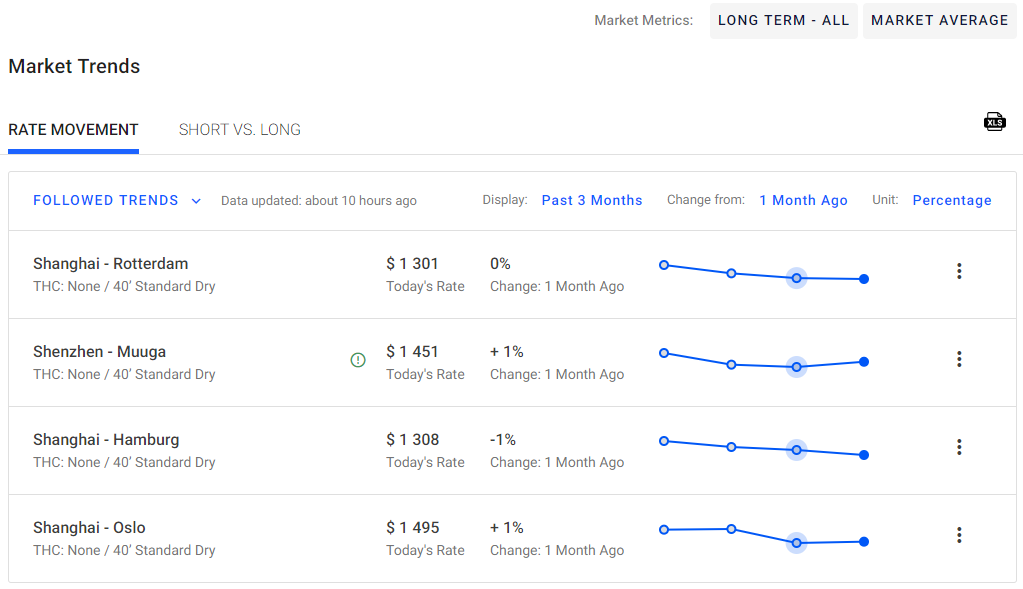 Market Metrics: LONG TERM - ALL MARKET AVERAGE
Market Trends
RATE MOVEMENT SHORT VS. LONG XLS
FOLLOWED TRENDS Data updated: about 10 hours ago Display: Past 3 Months Change from: 1 Month Ago Unit: Percentage
Shanghai - Rotterdam $ 1 301 0%
THC: None / 40’ Standard Dry Today's Rate Change: 1 Month Ago
Shenzhen - Muuga $ 1 451 + 1%
THC: None / 40’ Standard Dry Today's Rate Change: 1 Month Ago
Shanghai - Hamburg $ 1 308 -1%
THC: None / 40’ Standard Dry Today's Rate Change: 1 Month Ago
Shanghai - Oslo $ 1 495 + 1%
THC: None / 40’ Standard Dry Today's Rate Change: 1 Month Ago